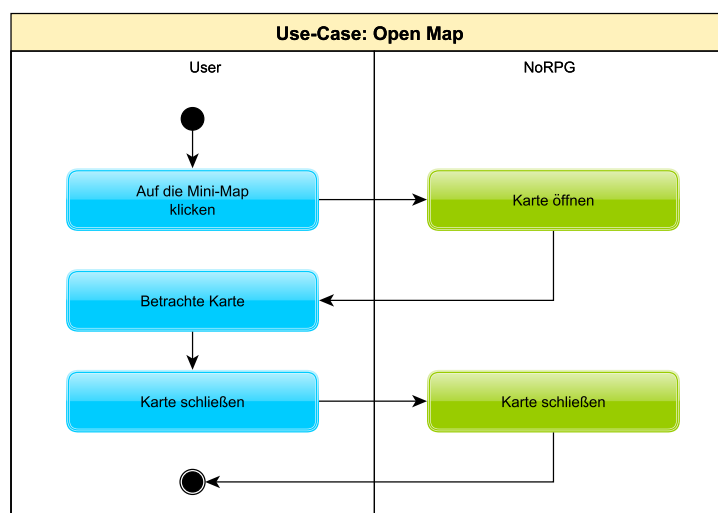 Use-Case: Open Map
User
NoRPG
Auf die Mini-Map
klicken
Karte öffnen
Betrachte Karte
Karte schließen
Karte schließen